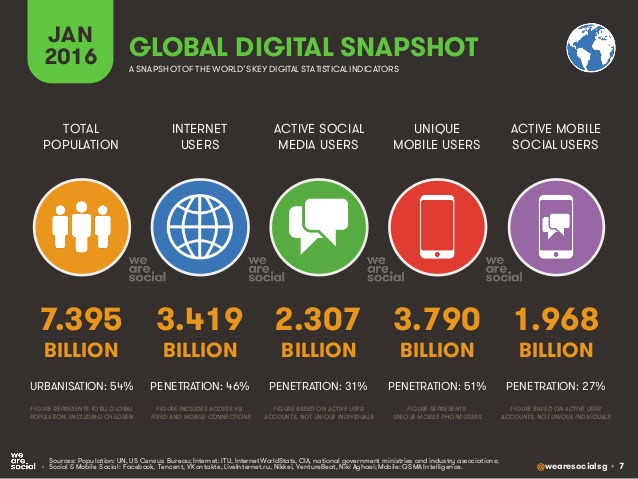 JAN
2016
GLOBAL DIGITAL SNAPSHOT
A SNAPSHOT OF THE WORLD'S KEY DIGITAL STATISTICAL INDICATORS
TOTAL
POPULATION
INTERNET
USERS
ACTIVE SOCIAL
MEDIA USERS
UNIQUE
MOBILE USERS
ACTIVE MOBILE
SOCIAL USERS
we
are
social
we
are
social
we
are
social
we
are
social
7.395
BILLION
3.419
BILLION
2.307
BILLION
3.790
BILLION
1.968
BILLION
URBANISATION: 54%
PENETRATION: 46%
PENETRATION: 31%
PENETRATION: 51%
PENETRATION: 27%
FIGURE REPRESENTS TOTAL GLOBAL
POPULATION, INCLUDING CHILDREN
FIGURE INCLUDES ACCESS VIA
FIXED AND MOBILE CONNECTIONS
FIGURE BASED ON ACTIVE USER
ACCOUNTS, NOT UNIQUE INDIVIDUALS
FIGURE REPRESENTS
UNIQUE MOBILE PHONE USERS
FIGURE BASED ON ACTIVE USER
ACCOUNTS, NOT UNIQUE INDIVIDUALS
we
are
social
• Sources: Population: UN, US Census Bureau; Internet: ITU, InternetWorldStats, CIA, national government ministries and industry associations;
Social & Mobile Social: Facebook, Tencent, VKontakte, LiveInternet.ru, Nikkei, VentureBeat, Niki Aghaei; Mobile: GSMA Intelligence.
@wearesocialsg • 7